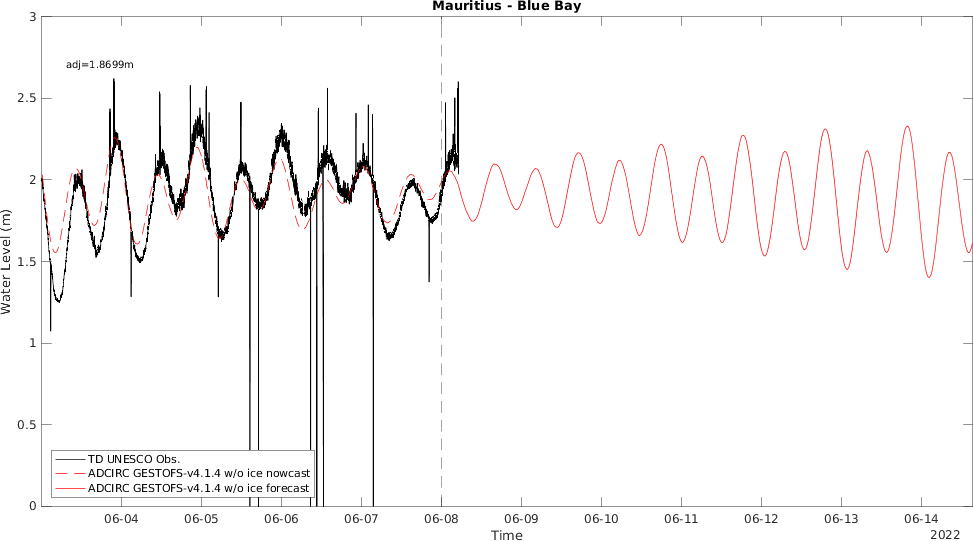 Mauritius - Blue Bay
adj=1.8699m
3
2.5
2
1.5
1
0.5
0
Water Level (m)
TD UNESCO Obs.
ADCIRC GESTOFS-v4.1.4 w/o ice nowcast
ADCIRC GESTOFS-v4.1.4 w/o ice forecast
06-04 06-05 06-06 06-07 06-08 06-09 06-10 06-11 06-12 06-13 06-14
Time
2022